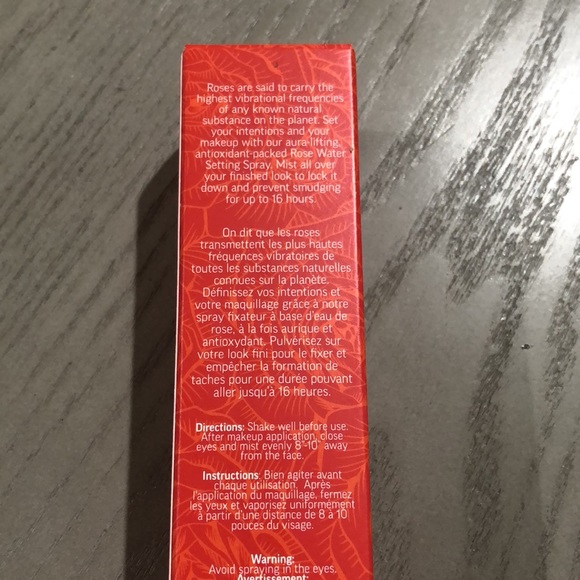 Roses are said to carry the
highest vibrational frequencies
of any known natural
substance on the planet. Set
your intentions and your
makeup with our aura-lifting,
antioxidant-packed Rose Water
Setting Spray. Mist all over
your finished look to lock it
down and prevent smudging
for up to 16 hours.
On dit que les roses
transmettent les plus hautes
fréquences vibratoires de
toutes les substances naturelles
connues sur la planète.
Définissez vos intentions et
votre maquillage grâce à notre
spray fixateur à base d'eau de
rose, à la fois aurique et
antioxydant. Pulvérisez sur
votre look fini pour le fixer et
empêcher la formation de
taches pour une durée pouvant
aller jusqu'à 16 heures.
Directions: Shake well before use.
After makeup application, close
eyes and mist evenly 8"-10" away
from the face.
Instructions: Bien agiter avant
chaque utilisation. Après
l'application du maquillage, fermez
les yeux et vaporisez uniformément
à partir d'une distance de 8 à 10
pouces du visage.
Warning:
Avoid spraying in the eyes.
Avertissement: